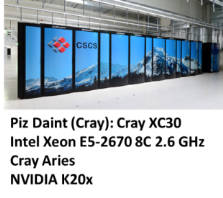 CSCS
Piz Daint (Cray): Cray XC30
Intel Xeon E5-2670 8C 2.6 GHz
Cray Aries
NVIDIA K20x